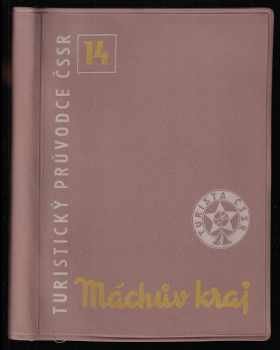 TURISTICKÝ PRŮVODCE ČSSR
14
TURISTA ČSSR
Máchův kraj